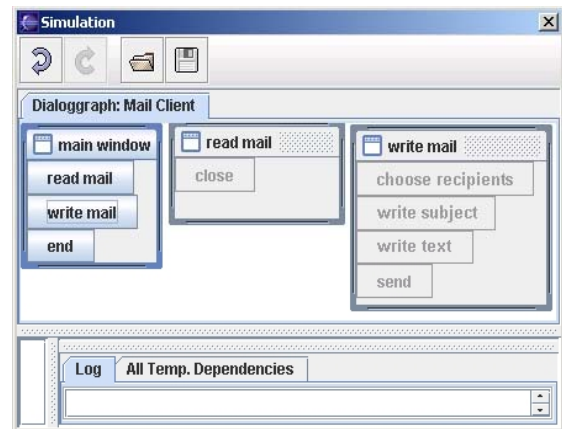 Simulation
Dialoggraph: Mail Client
main window
read mail
write mail
end
read mail
close
write mail
choose recipients
write subject
write text
send
Log All Temp. Dependencies